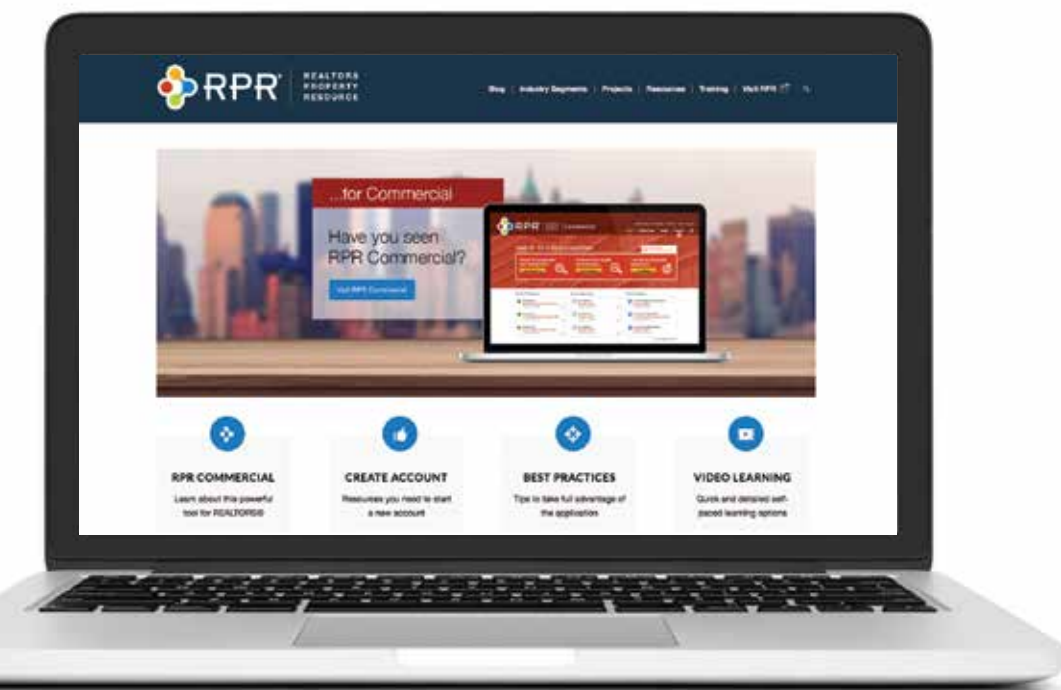 RPR®
REALTORS
PROPERTY
RESOURCE
Blog | Industry Segments | Projects | Resources | Training | Visit RPR
...for Commercial
Have you seen
RPR Commercial?
Visit RPR Commercial
RPR
RPR COMMERCIAL
Learn about this powerful
tool for REALTORS®
CREATE ACCOUNT
Resources you need to start
a new account
BEST PRACTICES
Tips to take full advantage of
the application
VIDEO LEARNING
Quick and detailed self-
paced learning options